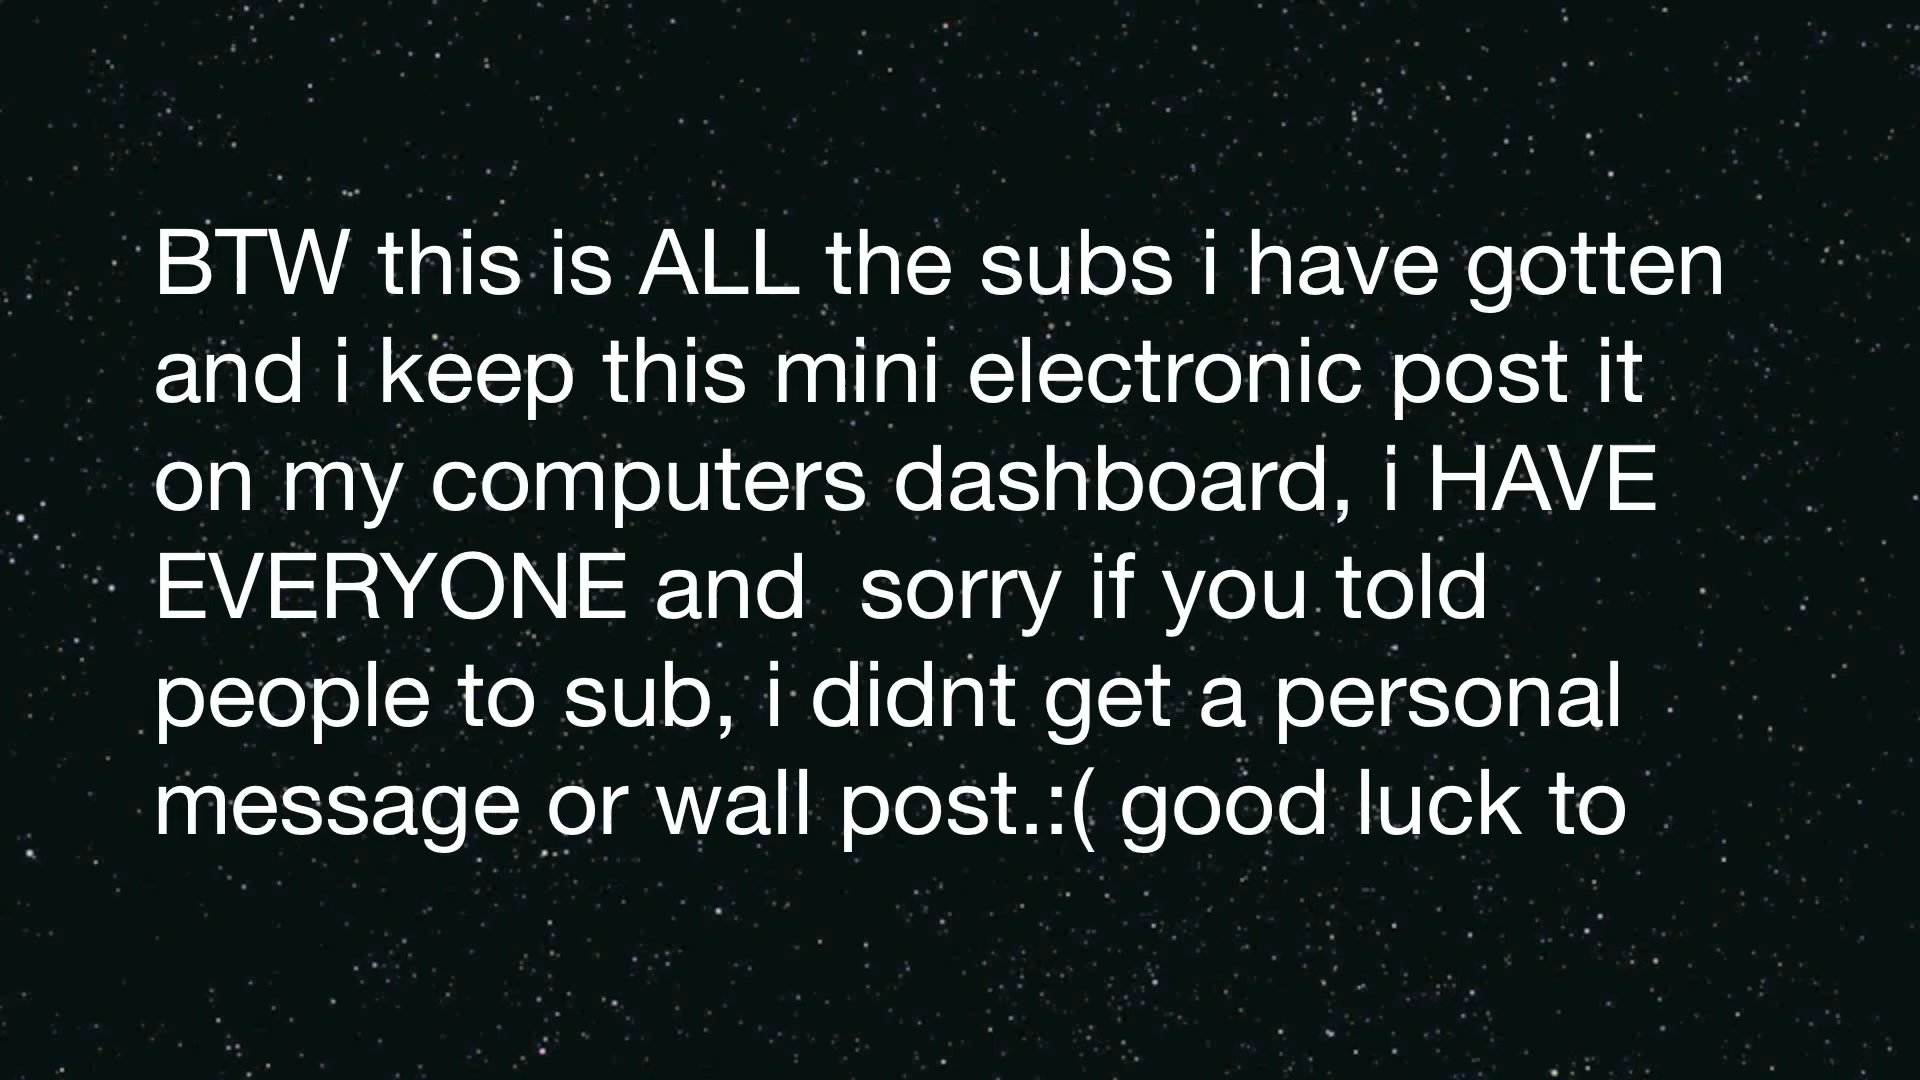 BTW this is ALL the subs i have gotten
and i keep this mini electronic post it
on my computers dashboard, i HAVE
EVERYONE and  sorry if you told
people to sub, i didnt get a personal
message or wall post.:( good luck to